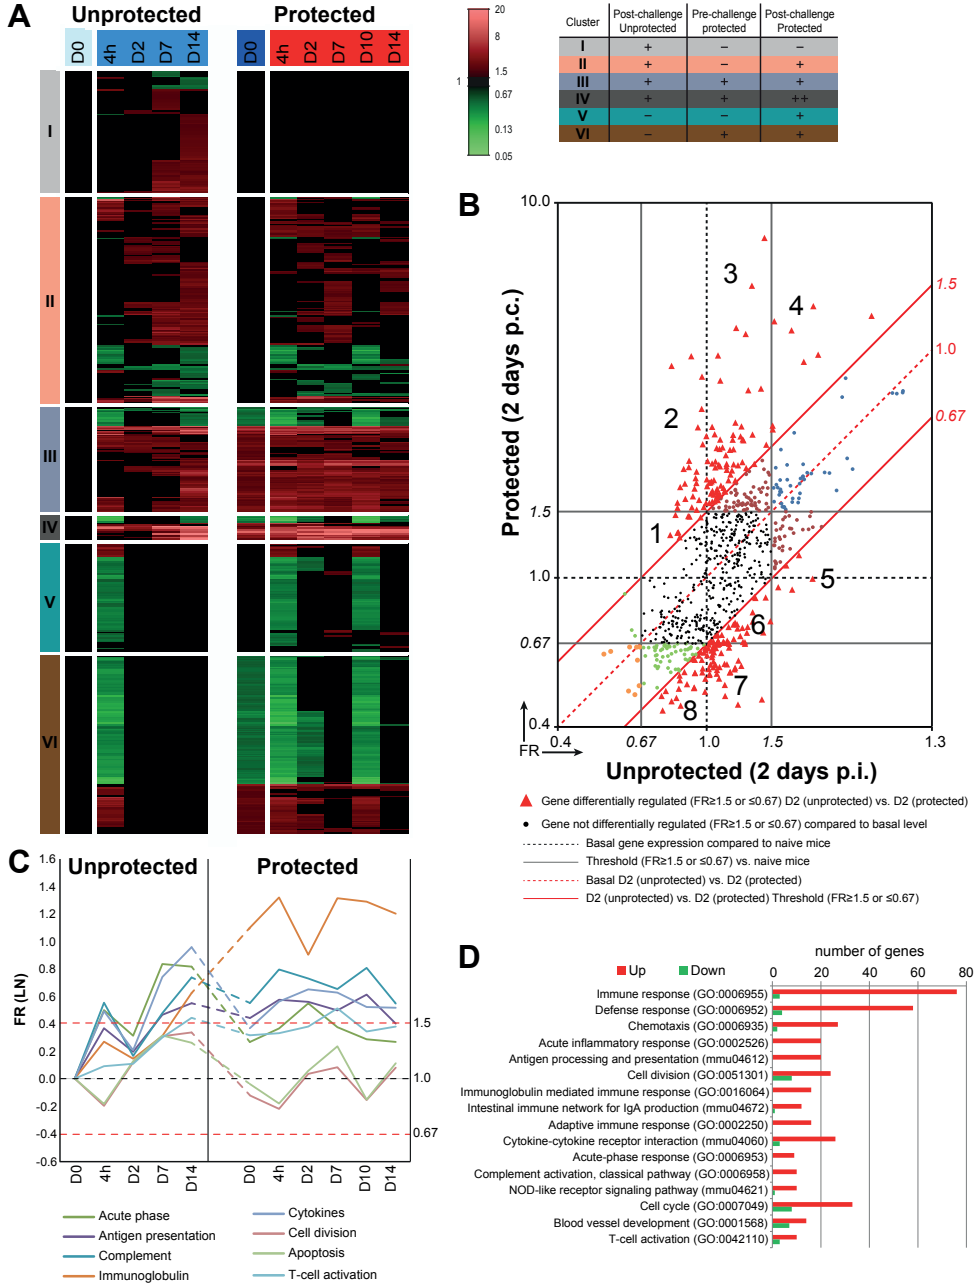 A
Unprotected
Protected
D0
4h
D2
D7
D14
D0
4h
D2
D7
D10
D14
I
II
III
IV
V
VI
20
8
1.5
1
0.67
0.13
0.05
Cluster
Post-challenge Unprotected
Pre-challenge protected
Post-challenge Protected
I + – –
II + – +
III + + +
IV + + ++
V – – +
VI – + +
B
Protected (2 days p.c.)
10.0
1.5
1.0
0.67
0.4
1
2
3
4
5
6
7
8
1.5
1.0
0.67
FR
0.4
0.67
1.0
1.5
1.3
Unprotected (2 days p.i.)
Gene differentially regulated (FR≥1.5 or ≤0.67) D2 (unprotected) vs. D2 (protected)
Gene not differentially regulated (FR≥1.5 or ≤0.67) compared to basal level
Basal gene expression compared to naive mice
Threshold (FR≥1.5 or ≤0.67) vs. naive mice
Basal D2 (unprotected) vs. D2 (protected)
D2 (unprotected) vs. D2 (protected) Threshold (FR≥1.5 or ≤0.67)
C
Unprotected
Protected
FR (LN)
1.6
1.4
1.2
1.0
0.8
0.6
0.4
0.2
0.0
-0.2
-0.4
-0.6
1.5
1.0
0.67
D0
4h
D2
D7
D14
D0
4h
D2
D7
D10
D14
Acute phase
Antigen presentation
Complement
Immunoglobulin
Cytokines
Cell division
Apoptosis
T-cell activation
D
number of genes
Up
Down
0
20
40
60
80
Immune response (GO:0006955)
Defense response (GO:0006952)
Chemotaxis (GO:0006935)
Acute inflammatory response (GO:0002526)
Antigen processing and presentation (mmu04612)
Cell division (GO:0051301)
Immunoglobulin mediated immune response (GO:0016064)
Intestinal immune network for IgA production (mmu04672)
Adaptive immune response (GO:0002250)
Cytokine-cytokine receptor interaction (mmu04060)
Acute-phase response (GO:0006953)
Complement activation, classical pathway (GO:0006958)
NOD-like receptor signaling pathway (mmu04621)
Cell cycle (GO:0007049)
Blood vessel development (GO:0001568)
T-cell activation (GO:0042110)